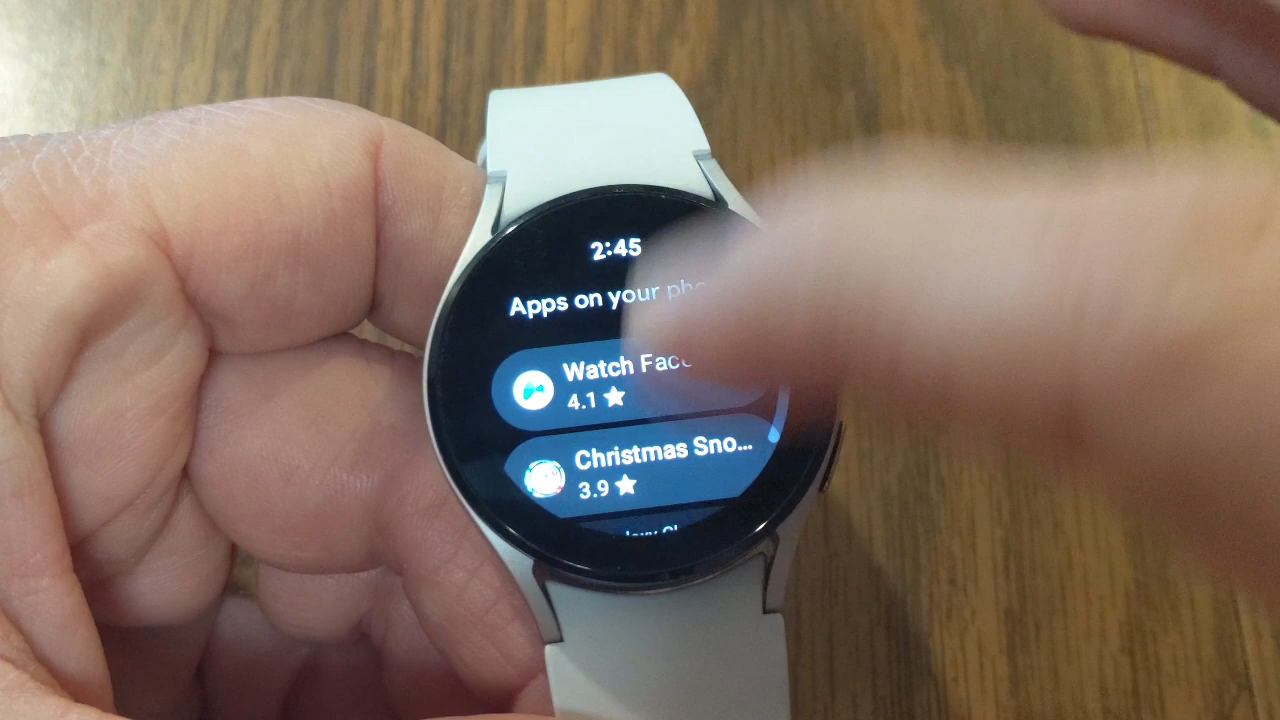 2:45
Apps on your
Watch Face
4.1 ★
Christmas Sno...
3.9 ★